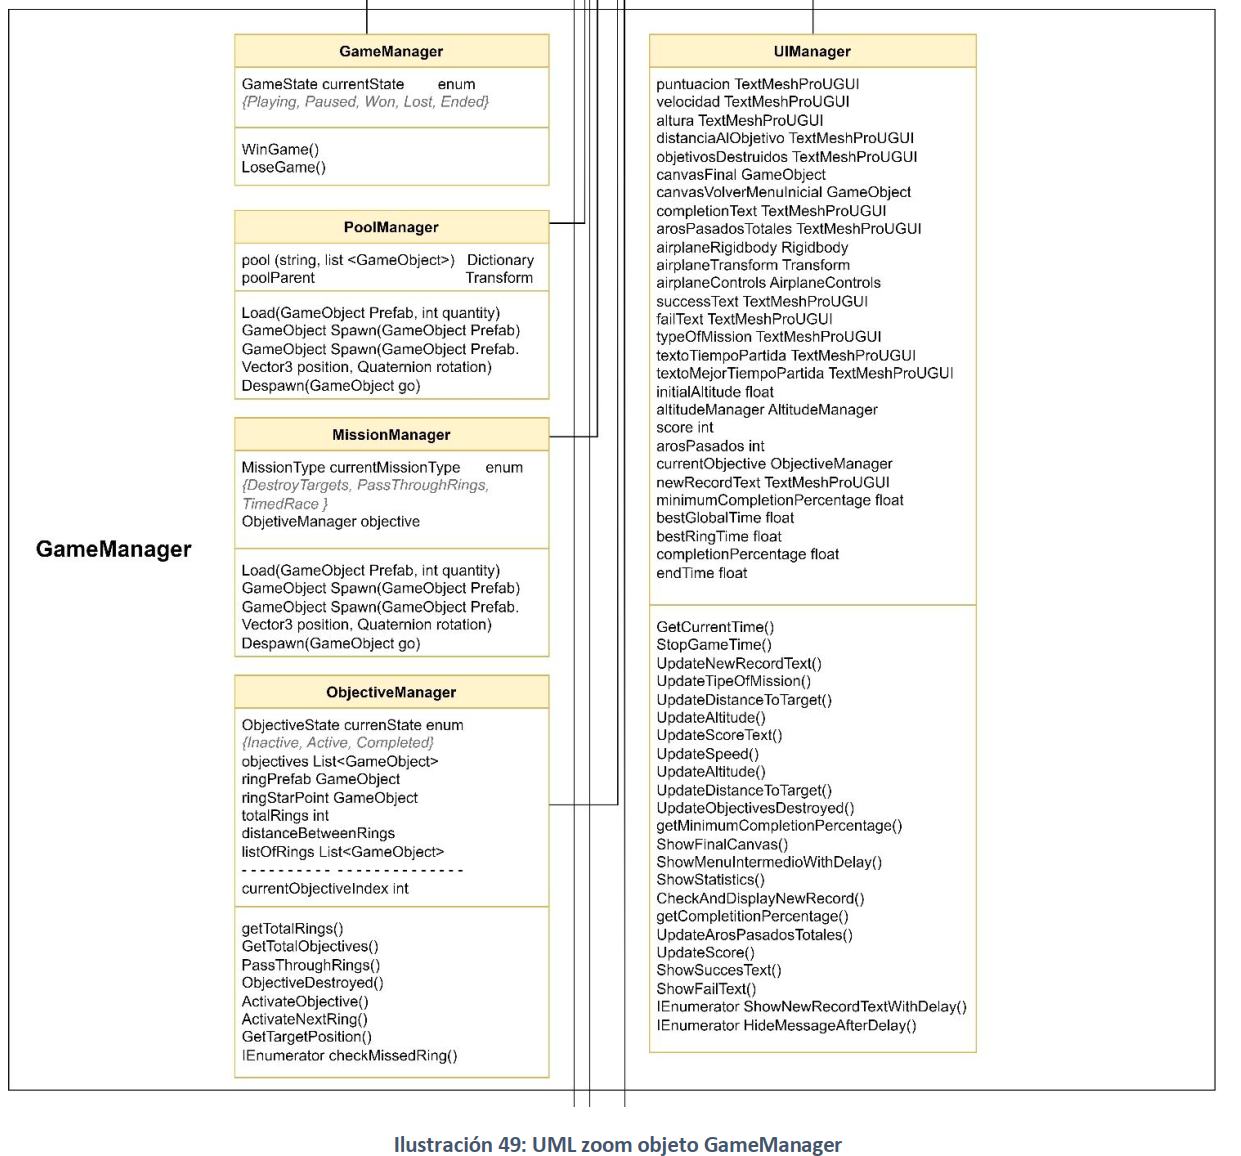 GameManager
GameState currentState enum
{Playing, Paused, Won, Lost, Ended}
WinGame()
LoseGame()
PoolManager
pool (string, list <GameObject>) Dictionary
poolParent Transform
Load(GameObject Prefab, int quantity)
GameObject Spawn(GameObject Prefab)
GameObject Spawn(GameObject Prefab.
Vector3 position, Quaternion rotation)
Despawn(GameObject go)
MissionManager
MissionType currentMissionType enum
{DestroyTargets, PassThroughRings,
TimedRace }
ObjetiveManager objective
Load(GameObject Prefab, int quantity)
GameObject Spawn(GameObject Prefab)
GameObject Spawn(GameObject Prefab.
Vector3 position, Quaternion rotation)
Despawn(GameObject go)
GameManager
ObjectiveManager
ObjectiveState currenState enum
{Inactive, Active, Completed}
objectives List<GameObject>
ringPrefab GameObject
ringStarPoint GameObject
totalRings int
distanceBetweenRings
listOfRings List<GameObject>
- - - - - - - - - - - - - - - - - - - - - - - -
currentObjectiveIndex int
getTotalRings()
GetTotalObjectives()
PassThroughRings()
ObjectiveDestroyed()
ActivateObjective()
ActivateNextRing()
GetTargetPosition()
IEnumerator checkMissedRing()
UIManager
puntuacion TextMeshProUGUI
velocidad TextMeshProUGUI
altura TextMeshProUGUI
distanciaAlObjetivo TextMeshProUGUI
objetivosDestruidos TextMeshProUGUI
canvasFinal GameObject
canvasVolverMenuInicial GameObject
completionText TextMeshProUGUI
arosPasadosTotales TextMeshProUGUI
airplaneRigidbody Rigidbody
airplaneTransform Transform
airplaneControls AirplaneControls
successText TextMeshProUGUI
failText TextMeshProUGUI
typeOfMission TextMeshProUGUI
textoTiempoPartida TextMeshProUGUI
textoMejorTiempoPartida TextMeshProUGUI
initialAltitude float
altitudeManager AltitudeManager
score int
arosPasados int
currentObjective ObjectiveManager
newRecordText TextMeshProUGUI
minimumCompletionPercentage float
bestGlobalTime float
bestRingTime float
completionPercentage float
endTime float
GetCurrentTime()
StopGameTime()
UpdateNewRecordText()
UpdateTipeOfMission()
UpdateDistanceToTarget()
UpdateAltitude()
UpdateScoreText()
UpdateSpeed()
UpdateAltitude()
UpdateDistanceToTarget()
UpdateObjectivesDestroyed()
getMinimumCompletionPercentage()
ShowFinalCanvas()
ShowMenuIntermedioWithDelay()
ShowStatistics()
CheckAndDisplayNewRecord()
getCompletitionPercentage()
UpdateArosPasadosTotales()
UpdateScore()
ShowSuccesText()
ShowFailText()
IEnumerator ShowNewRecordTextWithDelay()
IEnumerator HideMessageAfterDelay()
Ilustración 49: UML zoom objeto GameManager